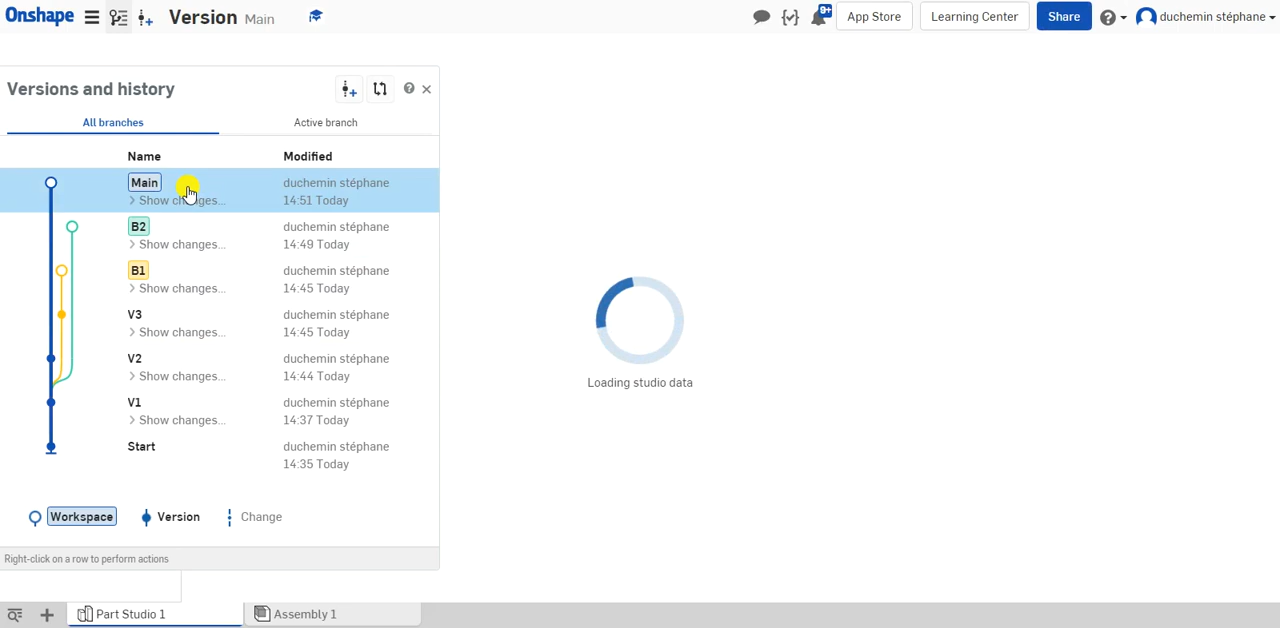 Onshape Version Main App Store Learning Center Share duchemin stéphane
9+
Versions and history
All branches Active branch
Name Modified
Main duchemin stéphane
Show changes... 14:51 Today
B2 duchemin stéphane
Show changes... 14:49 Today
B1 duchemin stéphane
Show changes... 14:45 Today
V3 duchemin stéphane
Show changes... 14:45 Today
V2 duchemin stéphane
Show changes... 14:44 Today
V1 duchemin stéphane
Show changes... 14:37 Today
Start duchemin stéphane
14:35 Today
Loading studio data
Workspace Version Change
Right-click on a row to perform actions
Part Studio 1 Assembly 1